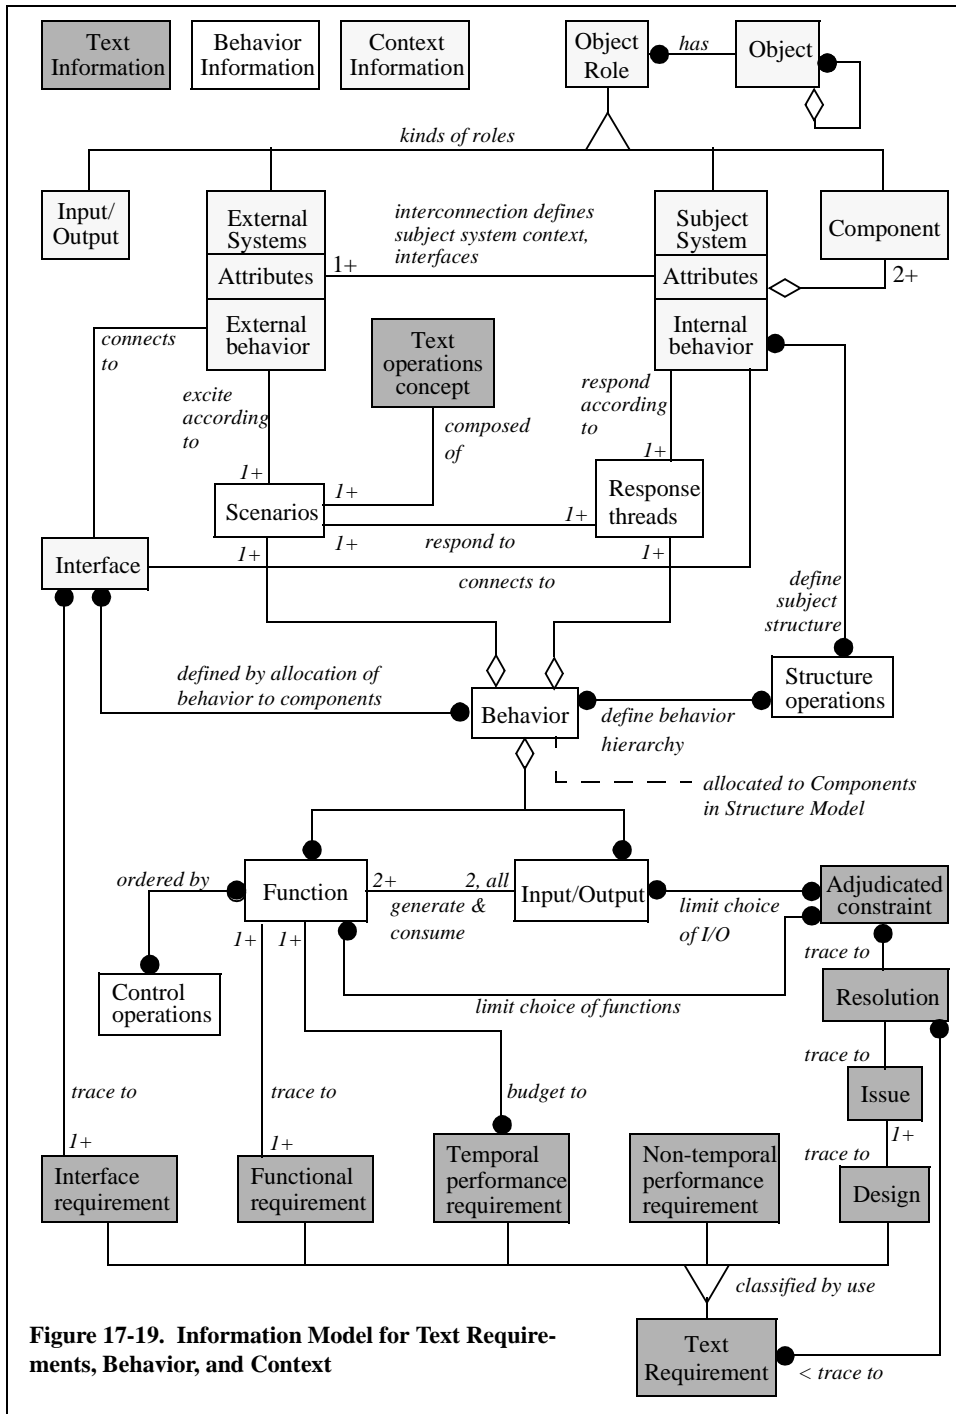 Text
Information
Behavior
Information
Context
Information
Object
Role
has
Object
kinds of roles
Input/
Output
External
Systems
Attributes
External
behavior
interconnection defines
subject system context,
interfaces
1+
Subject
System
Attributes
Internal
behavior
Component
2+
connects
to
Text
operations
concept
excite
according
to
composed
of
respond
according
to
1+
1+
1+
Scenarios
Response
threads
1+
1+
respond to
1+
1+
Interface
connects to
define
subject
structure
defined by allocation of
behavior to components
Behavior
Structure
operations
define behavior
hierarchy
allocated to Components
in Structure Model
ordered by
Function
2+
2, all
generate &
consume
Input/Output
limit choice
of I/O
Adjudicated
constraint
1+
1+
trace to
Control
operations
limit choice of functions
Resolution
trace to
Issue
trace to
trace to
budget to
1+
1+
1+
trace to
Interface
requirement
Functional
requirement
Temporal
performance
requirement
Non-temporal
performance
requirement
Design
classified by use
Figure 17-19. Information Model for Text Require-
ments, Behavior, and Context
Text
Requirement
< trace to